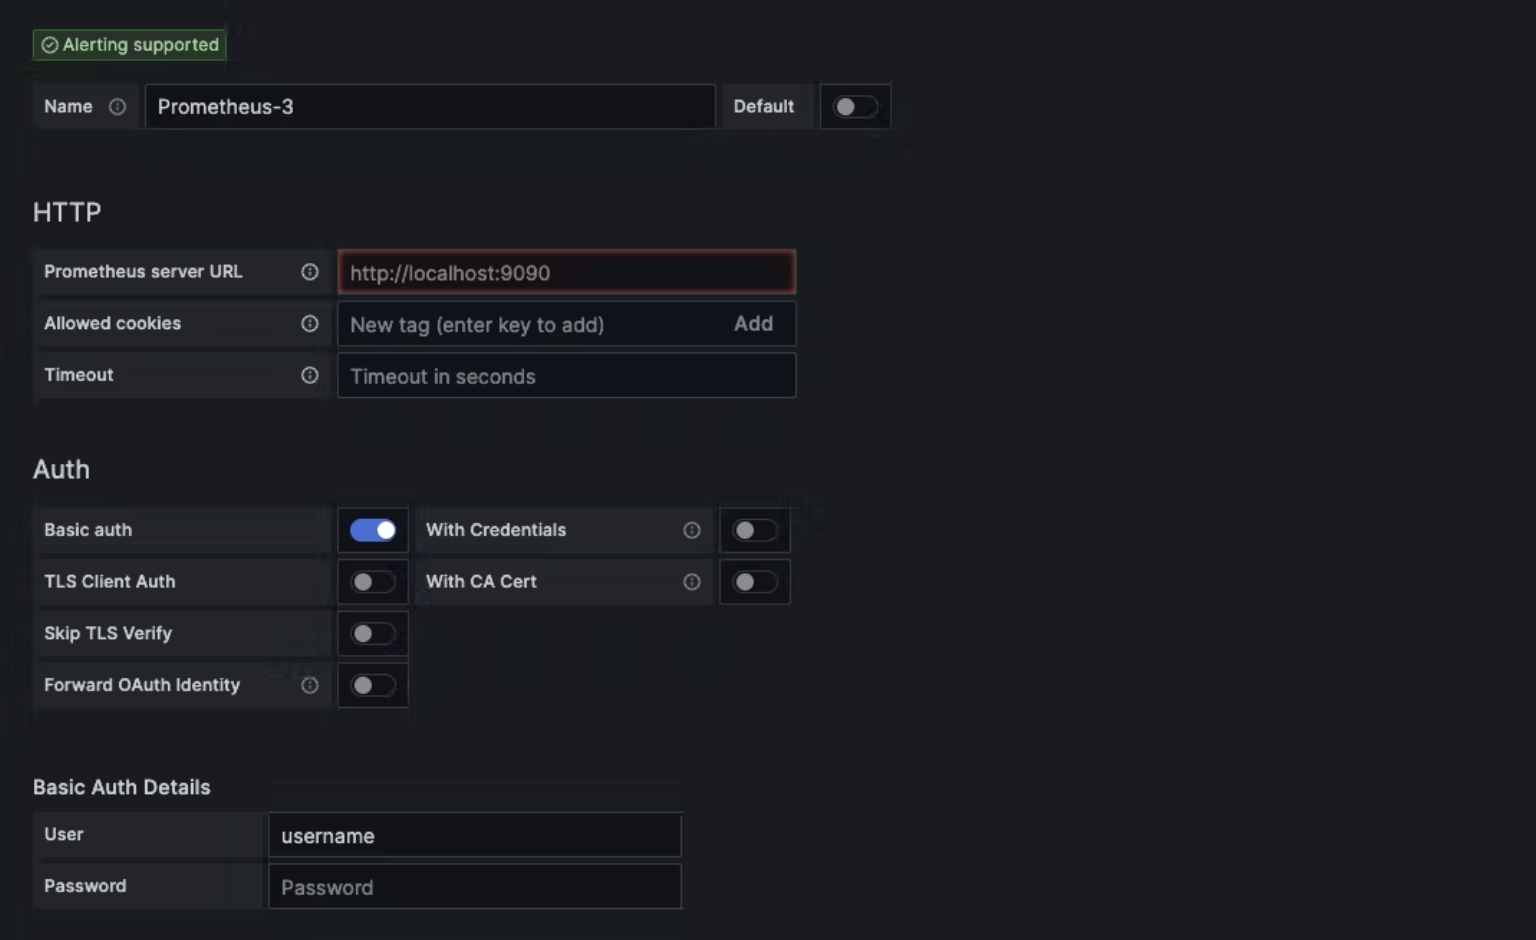 Alerting supported
Name Prometheus-3 Default
HTTP
Prometheus server URL http://localhost:9090
Allowed cookies New tag (enter key to add) Add
Timeout Timeout in seconds
Auth
Basic auth With Credentials
TLS Client Auth With CA Cert
Skip TLS Verify
Forward OAuth Identity
Basic Auth Details
User username
Password Password